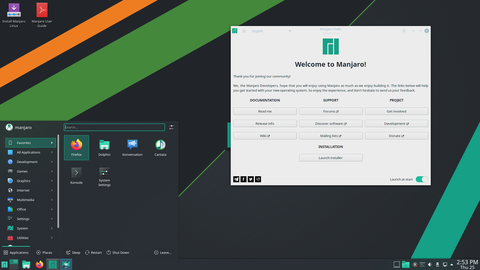 Install Manjaro
Linux
Manjaro User
Guide
Welcome to Manjaro!
Thank you for joining our community!
We, the Manjaro Developers, hope that you will enjoy using Manjaro as much as we enjoy building it. The links below will
help you get started with your new operating system. So enjoy the experience, and don't hesitate to send us your feedback.
DOCUMENTATION
SUPPORT
PROJECT
Read me
Forums
Get involved
Release info
Discover software
Development
Wiki
Mailing lists
Donate
INSTALLATION
Launch installer
Launch at start
manjaro
Search...
Favorites
All Applications
Development
Games
Graphics
Internet
Multimedia
Office
Settings
System
Utilities
Firefox
Dolphin
Konversation
Cantata
Konsole
System
Settings
Applications
Places
Sleep
Restart
Shut Down
Leave...
2:53 PM
Thu 25